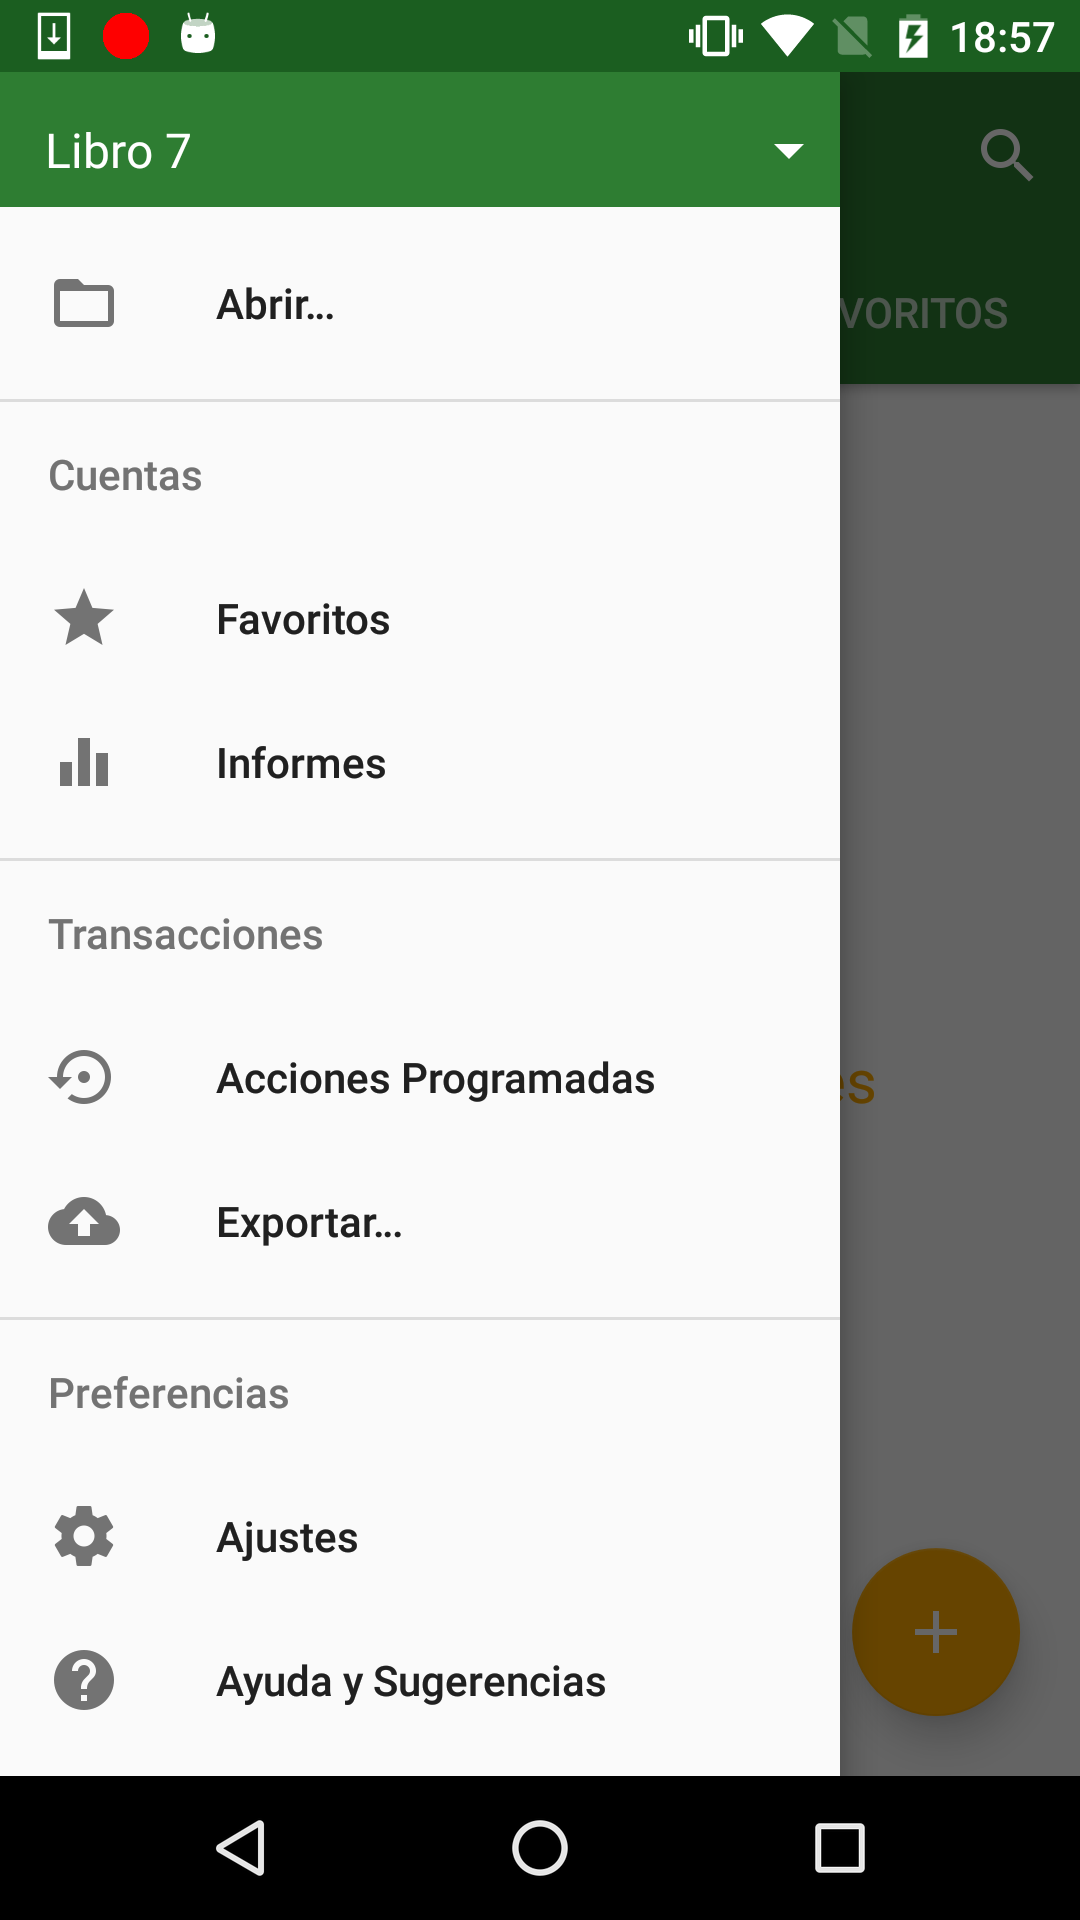 18:57
Libro 7
Abrir...
VORITOS
Cuentas
Favoritos
Informes
Transacciones
Acciones Programadas
es
Exportar...
Preferencias
Ajustes
Ayuda y Sugerencias